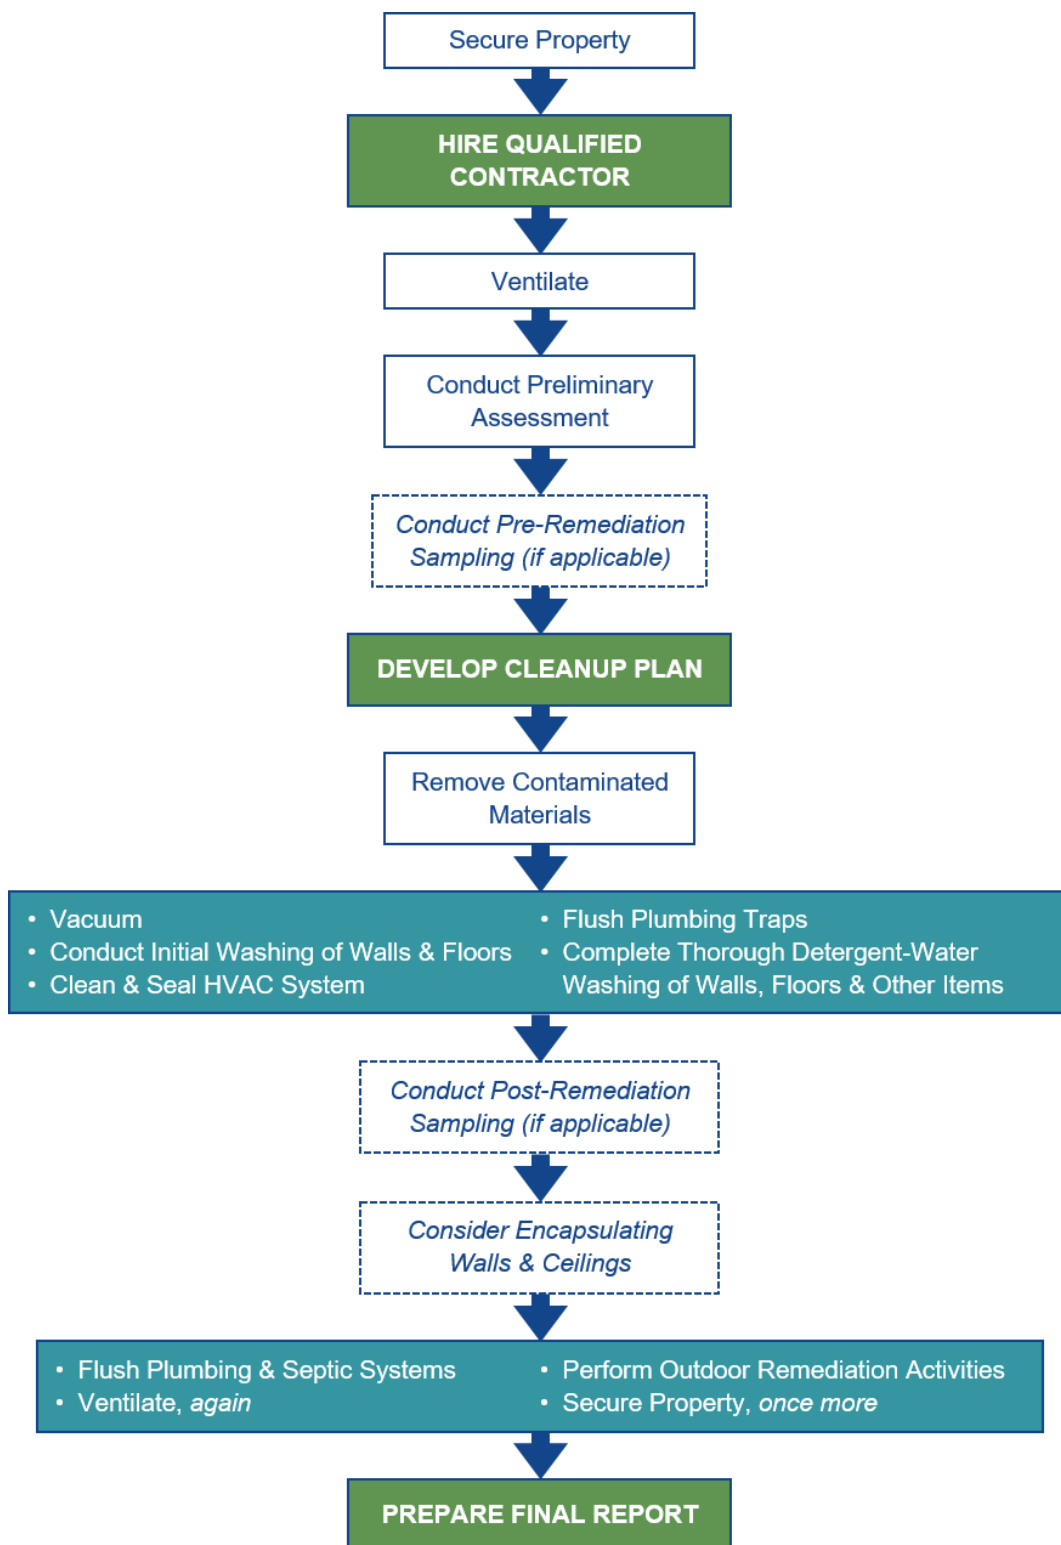 Secure Property
HIRE QUALIFIED
CONTRACTOR
Ventilate
Conduct Preliminary
Assessment
Conduct Pre-Remediation
Sampling (if applicable)
DEVELOP CLEANUP PLAN
Remove Contaminated
Materials
• Vacuum
• Conduct Initial Washing of Walls & Floors
• Clean & Seal HVAC System
• Flush Plumbing Traps
• Complete Thorough Detergent-Water
Washing of Walls, Floors & Other Items
Conduct Post-Remediation
Sampling (if applicable)
Consider Encapsulating
Walls & Ceilings
• Flush Plumbing & Septic Systems
• Ventilate, again
• Perform Outdoor Remediation Activities
• Secure Property, once more
PREPARE FINAL REPORT